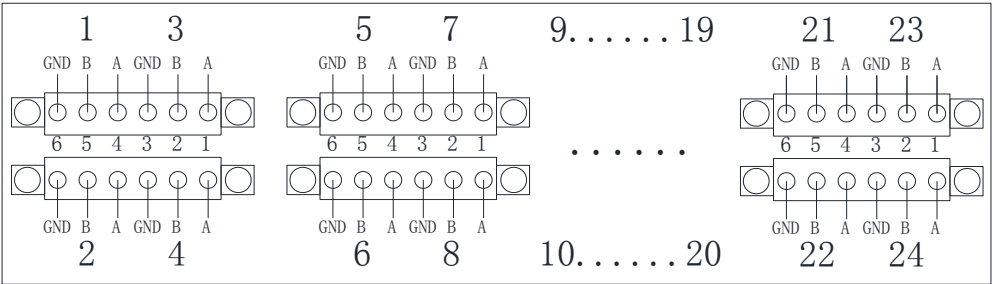 1 3 5 7 9......19 21 23
GND B A GND B A GND B A GND B A GND B A GND B A
6 5 4 3 2 1 6 5 4 3 2 1 ...... 6 5 4 3 2 1
GND B A GND B A GND B A GND B A GND B A GND B A
2 4 6 8 10......20 22 24